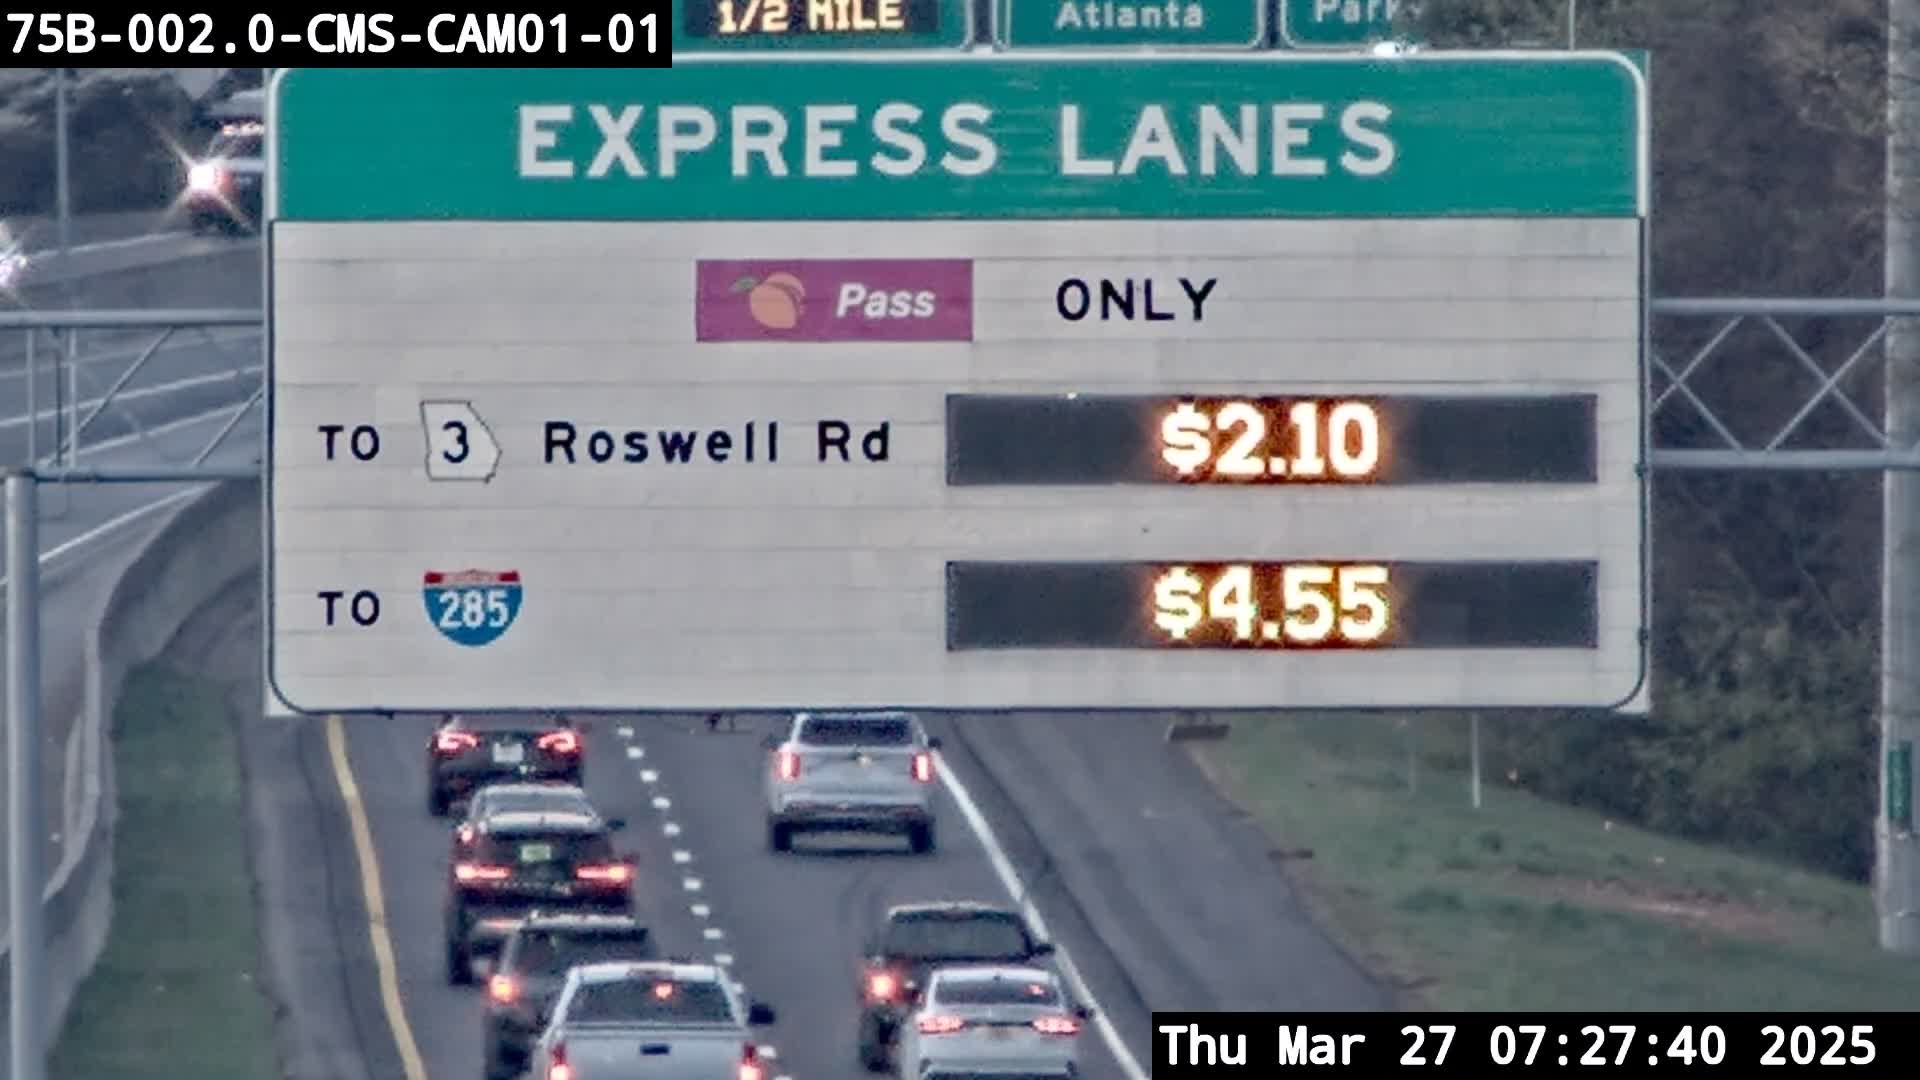 75B-002.0-CMS-CAM01-01
1/2 MILE
Atlanta
Park
EXPRESS LANES
Pass ONLY
TO 3 Roswell Rd $2.10
TO 285 $4.55
Thu Mar 27 07:27:40 2025